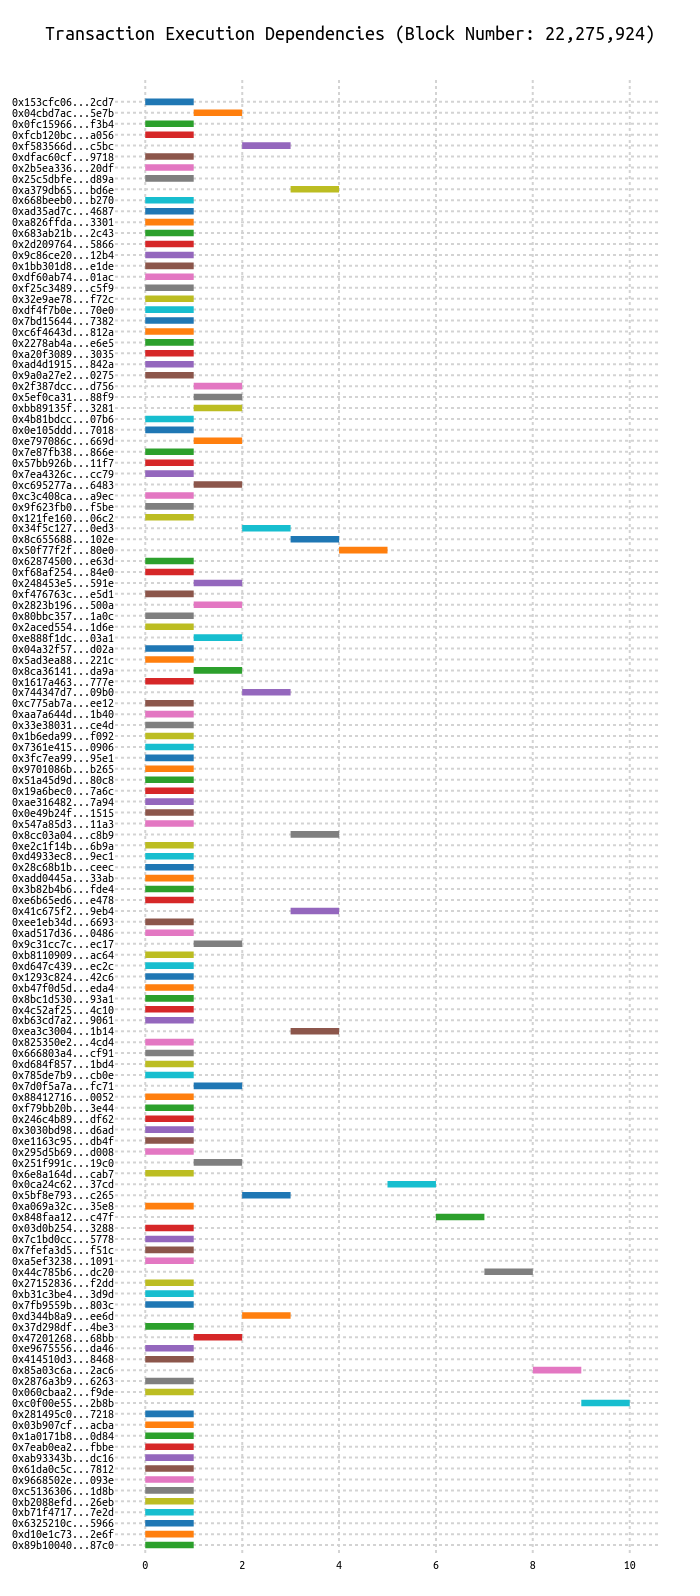 Transaction Execution Dependencies (Block Number: 22,275,924)
0x153cfc06...2cd7
0x04cbd7ac...5e7b
0x0fc15966...f3b4
0xfcb120bc...a056
0xf583566d...c5bc
0xdfac60cf...9718
0x2b5ea336...20df
0x25c5dbfe...d89a
0xa379db65...bd6e
0x668beeb0...b270
0xad35ad7c...4687
0xa826ffda...3301
0x683ab21b...2c43
0x2d209764...5866
0x9c86ce20...12b4
0x1bb301d8...e1de
0xdf60ab74...01ac
0xf25c3489...c5f9
0x32e9ae78...f72c
0xdf4f7b0e...70e0
0x7bd15644...7382
0xc6f4643d...812a
0x2278ab4a...e6e5
0xa20f3089...3035
0xad4d1915...842a
0x9a0a27e2...0275
0x2f387dcc...d756
0x5ef0ca31...88f9
0xbb89135f...3281
0x4b81bdcc...07b6
0x0e105ddd...7018
0xe797086c...669d
0x7e87fb38...866e
0x57bb926b...11f7
0x7ea4326c...cc79
0xc695277a...6483
0xc3c408ca...a9ec
0x9f623fb0...f5be
0x121fe160...06c2
0x34f5c127...0ed3
0x8c655688...102e
0x50f77f2f...80e0
0x62874500...e63d
0xf68af254...84e0
0x248453e5...591e
0xf476763c...e5d1
0x2823b196...500a
0x80bbc357...1a0c
0x2aced554...1d6e
0xe888f1dc...03a1
0x04a32f57...d02a
0x5ad3ea88...221c
0x8ca36141...da9a
0x1617a463...777e
0x744347d7...09b0
0xc775ab7a...ee12
0xaa7a644d...1b40
0x33e38031...ce4d
0x1b6eda99...f092
0x7361e415...0906
0x3fc7ea99...95e1
0x9701086b...b265
0x51a45d9d...80c8
0x19a6bec0...7a6c
0xae316482...7a94
0x0e49b24f...1515
0x547a85d3...11a3
0x8cc03a04...c8b9
0xe2c1f14b...6b9a
0xd4933ec8...9ec1
0x28c68b1b...ceec
0xadd0445a...33ab
0x3b82b4b6...fde4
0xe6b65ed6...e478
0x41c675f2...9eb4
0xee1eb34d...6693
0xad517d36...0486
0x9c31cc7c...ec17
0xb8110909...ac64
0xd647c439...ec2c
0x1293c824...42c6
0xb47f0d5d...eda4
0x8bc1d530...93a1
0x4c52af25...4c10
0xb63cd7a2...9061
0xea3c3004...1b14
0x825350e2...4cd4
0x666803a4...cf91
0xd684f857...1bd4
0x785de7b9...cb0e
0x7d0f5a7a...fc71
0x88412716...0052
0xf79bb20b...3e44
0x246c4b89...df62
0x3030bd98...d6ad
0xe1163c95...db4f
0x295d5b69...d008
0x251f991c...19c0
0x6e8a164d...cab7
0x0ca24c62...37cd
0x5bf8e793...c265
0xa069a32c...35e8
0x848faa12...c47f
0x03d0b254...3288
0x7c1bd0cc...5778
0x7fefa3d5...f51c
0xa5ef3238...1091
0x44c785b6...dc20
0x27152836...f2dd
0xb31c3be4...3d9d
0x7fb9559b...803c
0xd344b8a9...ee6d
0x37d298df...4be3
0x47201268...68bb
0xe9675556...da46
0x414510d3...8468
0x85a03c6a...2ac6
0x2876a3b9...6263
0x060cbaa2...f9de
0xc0f00e55...2b8b
0x281495c0...7218
0x03b907cf...acba
0x1a0171b8...0d84
0x7eab0ea2...fbbe
0xab93343b...dc16
0x61da0c5c...7812
0x9668502e...093e
0xc5136306...1d8b
0xb2088efd...26eb
0xb71f4717...7e2d
0x6325210c...5966
0xd10e1c73...2e6f
0x89b10040...87c0
0 2 4 6 8 10